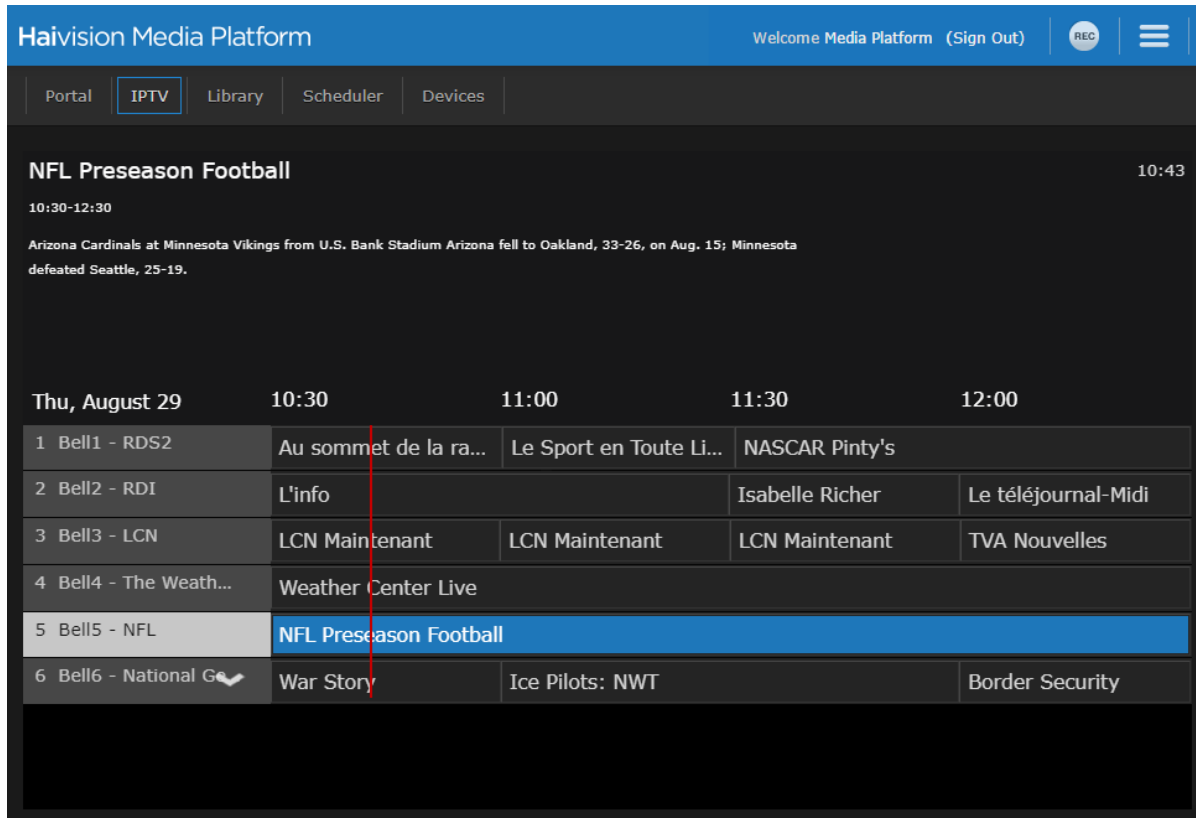 Haivision Media Platform
Welcome Media Platform (Sign Out)
REC
Portal
IPTV
Library
Scheduler
Devices
NFL Preseason Football
10:43
10:30-12:30
Arizona Cardinals at Minnesota Vikings from U.S. Bank Stadium Arizona fell to Oakland, 33-26, on Aug. 15; Minnesota
defeated Seattle, 25-19.
Thu, August 29 10:30 11:00 11:30 12:00
1 Bell1 - RDS2 Au sommet de la ra... Le Sport en Toute Li... NASCAR Pinty's
2 Bell2 - RDI L'info Isabelle Richer Le téléjournal-Midi
3 Bell3 - LCN LCN Maintenant LCN Maintenant LCN Maintenant TVA Nouvelles
4 Bell4 - The Weath... Weather Center Live
5 Bell5 - NFL NFL Preseason Football
6 Bell6 - National War Story Ice Pilots: NWT Border Security